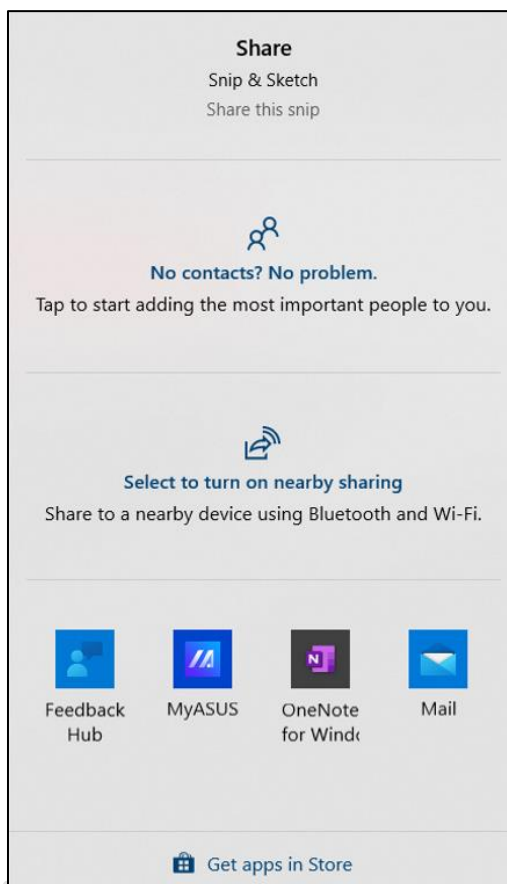 Share
Snip & Sketch
Share this snip
No contacts? No problem.
Tap to start adding the most important people to you.
Select to turn on nearby sharing
Share to a nearby device using Bluetooth and Wi-Fi.
Feedback Hub
MyASUS
N
OneNote for Wind
Mail
Get apps in Store